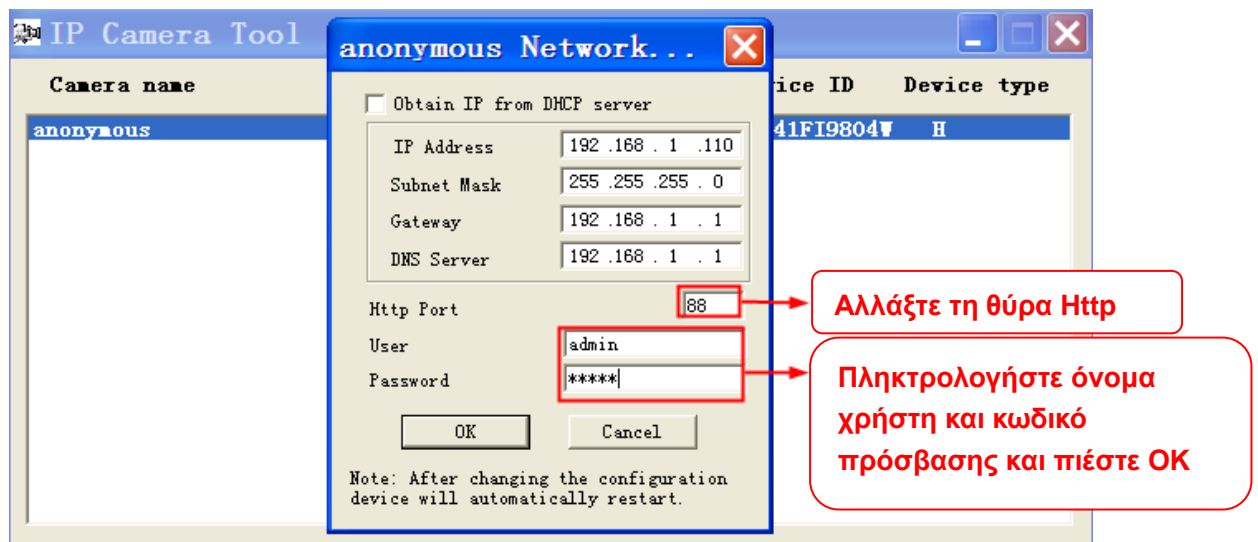 IP Camera Tool
anonymous Network...
Camera name
ice ID Device type
Obtain IP from DHCP server
anonymous
41FI9804W H
IP Address 192 .168 . 1 .110
Subnet Mask 255 .255 .255 . 0
Gateway 192 .168 . 1 . 1
DNS Server 192 .168 . 1 . 1
Http Port 88
Αλλάξτε τη θύρα Http
User admin
Password *****
Πληκτρολογήστε όνομα
χρήστη και κωδικό
πρόσβασης και πιέστε OK
OK Cancel
Note: After changing the configuration
device will automatically restart.